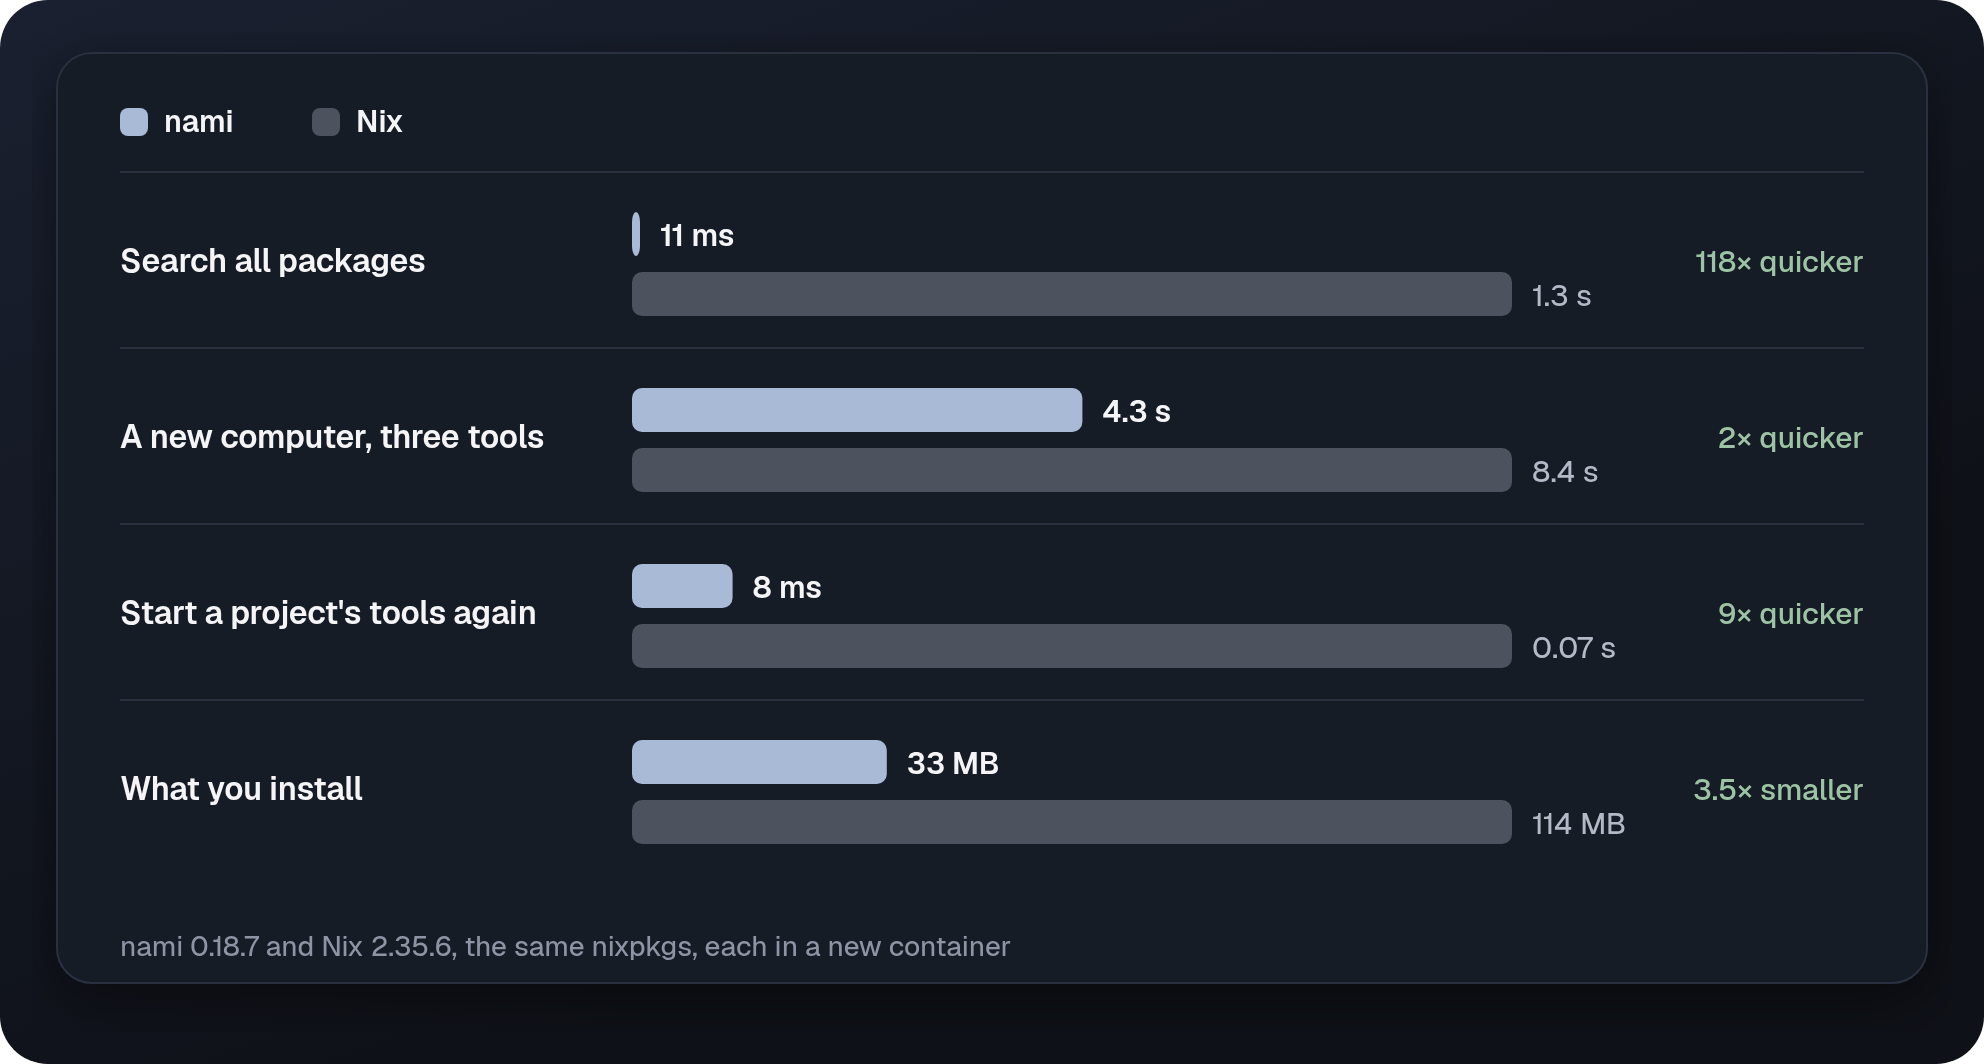 nami
Nix
Search all packages
11 ms
1.3 s
118× quicker
A new computer, three tools
4.3 s
8.4 s
2× quicker
Start a project's tools again
8 ms
0.07 s
9× quicker
What you install
33 MB
114 MB
3.5× smaller
nami 0.18.7 and Nix 2.35.6, the same nixpkgs, each in a new container